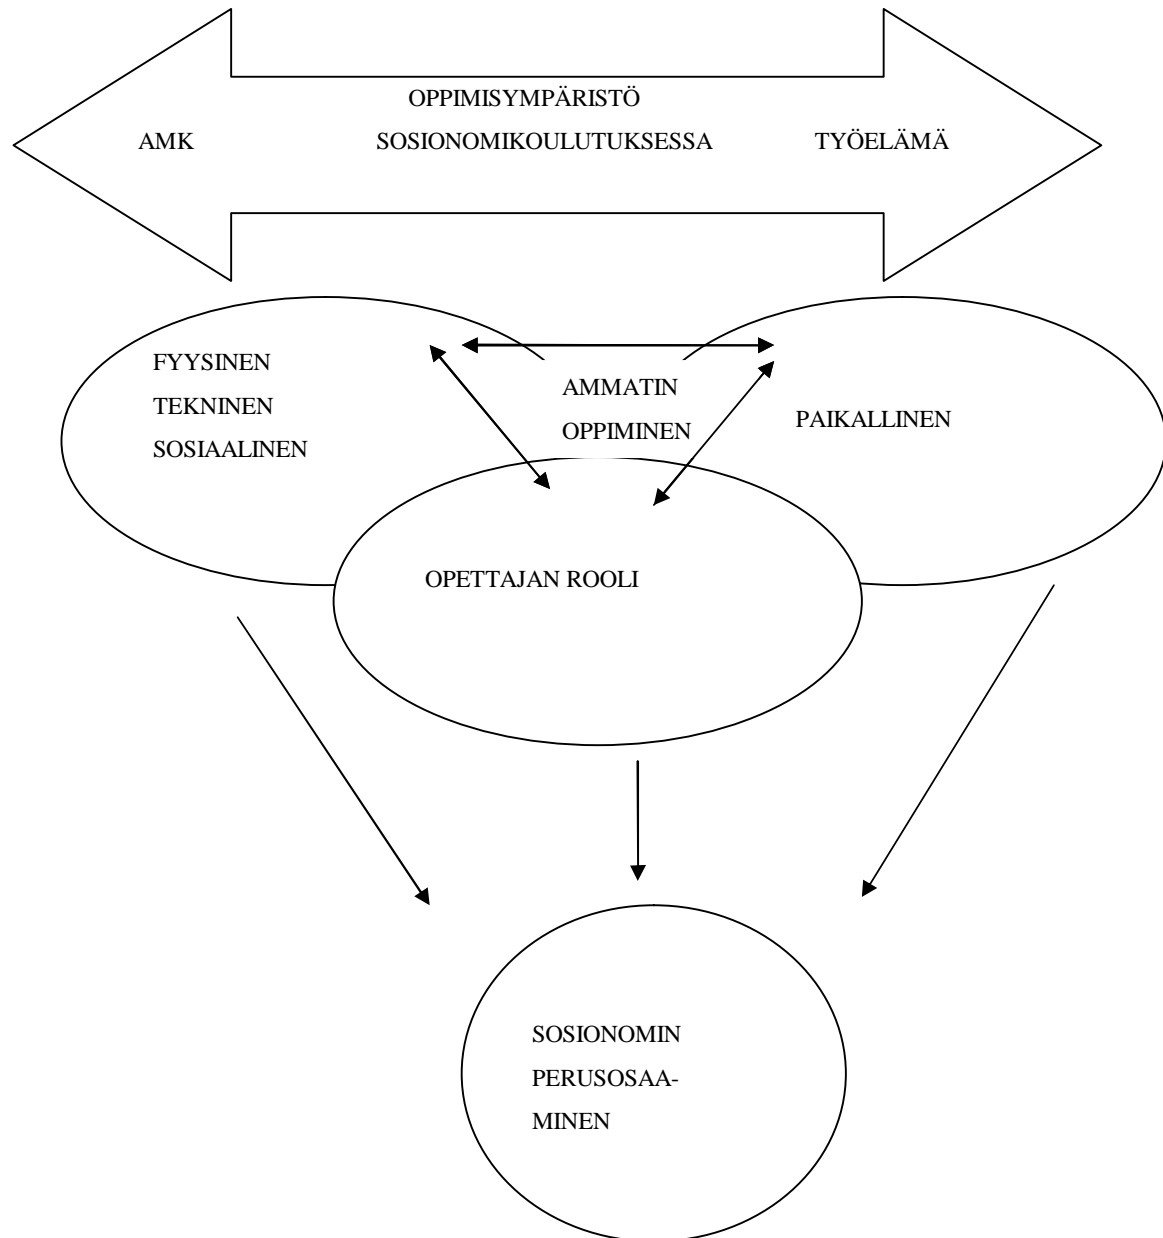 OPPIMISYMPÄRISTÖ
AMK SOSIONOMIKOULUTUKSESSA TYÖELÄMÄ
FYYSINEN
TEKNINEN
SOSIAALINEN
AMMATIN
OPPIMINEN
PAIKALLINEN
OPETTAJAN ROOLI
SOSIONOMIN
PERUSOSAA-
MINEN